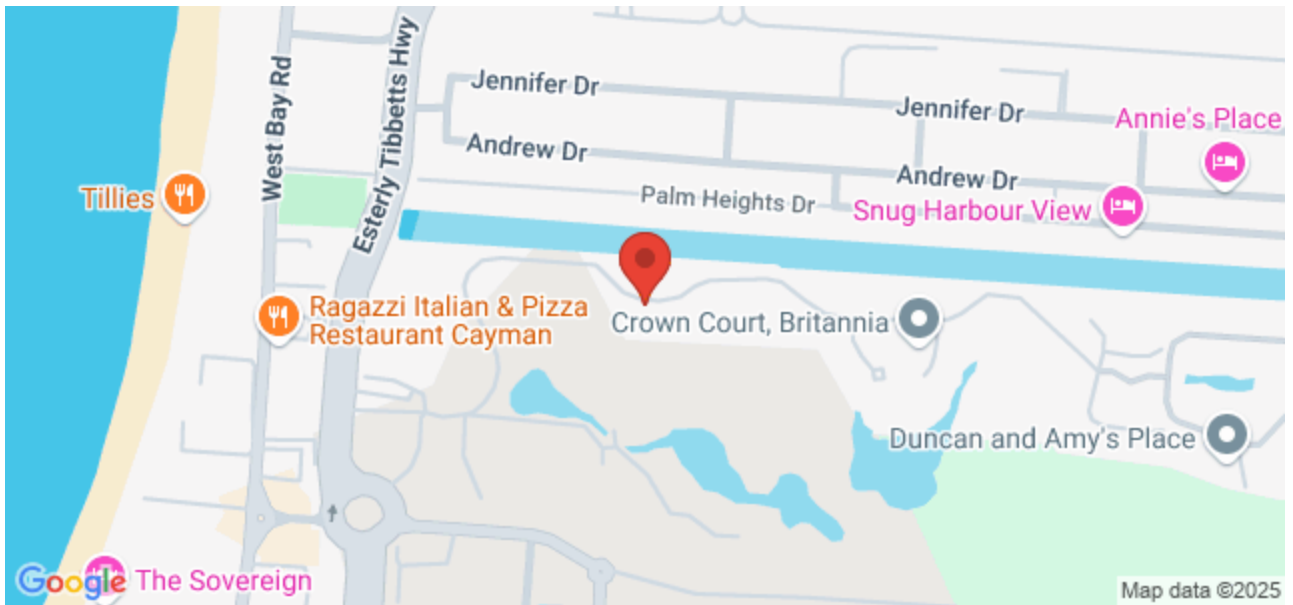 West Bay Rd
Esterly Tibbetts Hwy
Jennifer Dr
Jennifer Dr
Annie's Place
Andrew Dr
Andrew Dr
Tillies
Palm Heights Dr
Snug Harbour View
Ragazzi Italian & Pizza
Restaurant Cayman
Crown Court, Britannia
Duncan and Amy's Place
Google
The Sovereign
Map data ©2025